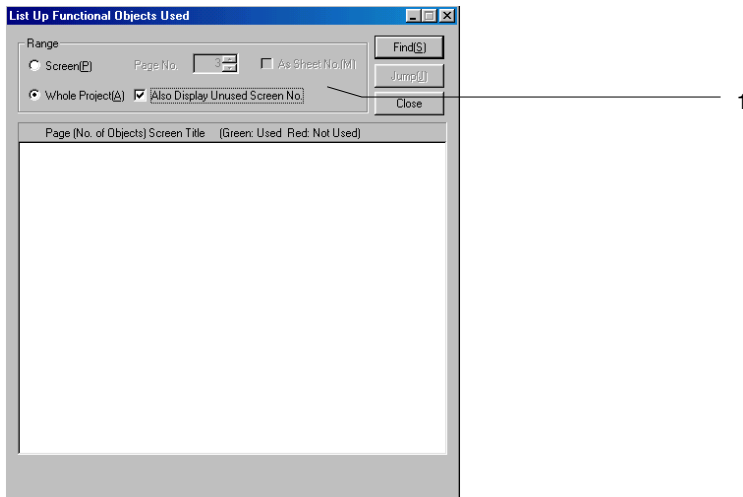 List Up Functional Objects Used
Range
Find(S)
Screen(P) Page No. 3 As Sheet No.(M)
Jump(J)
Whole Project(A) Also Display Unused Screen No.
Close
1
Page (No. of Objects) Screen Title (Green: Used Red: Not Used)